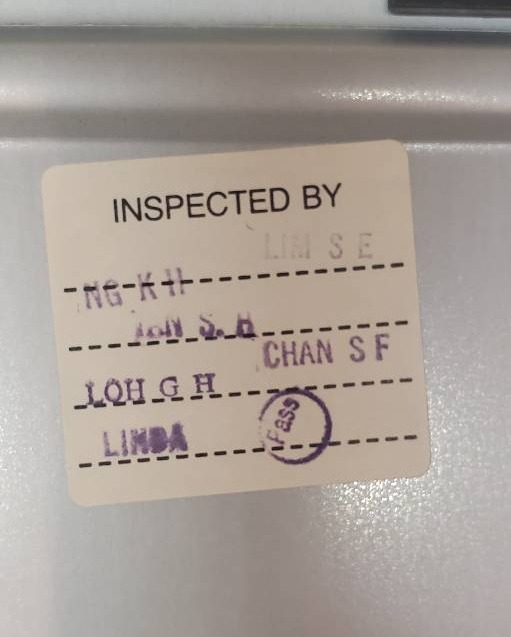 INSPECTED BY
LIM S E
NG K H
S. H
CHAN S F
LOH G H
LINDA
Pass